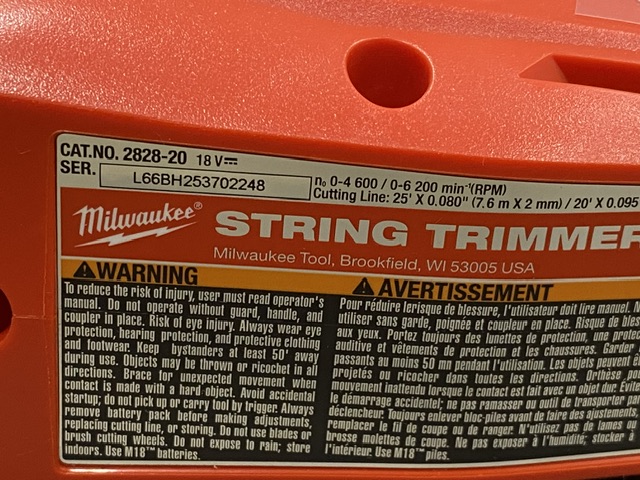 CAT.NO. 2828-20 18 V⎓
SER. L66BH253702248
n₀ 0-4 600 / 0-6 200 min⁻¹(RPM)
Cutting Line: 25' X 0.080" (7.6 m X 2 mm) / 20' X 0.095
Milwaukee®
STRING TRIMMER
Milwaukee Tool, Brookfield, WI 53005 USA
WARNING
To reduce the risk of injury, user must read operator's
manual. Do not operate without guard, handle, and
coupler in place. Risk of eye injury. Always wear eye
protection, hearing protection, and protective clothing
and footwear. Keep bystanders at least 50' away
during use. Objects may be thrown or ricochet in all
directions. Brace for unexpected movement when
contact is made with a hard object. Avoid accidental
startup; do not pick up or carry tool by trigger. Always
remove battery pack before making adjustments,
replacing cutting line, or storing. Do not use blades or
brush cutting wheels. Do not expose to rain; store
indoors. Use M18™ batteries.
AVERTISSEMENT
Pour réduire lerisque de blessure, l'utilisateur doit lire manuel. N
utiliser sans garde, poignée et coupleur en place. Risque de bles
aux yeux. Portez toujours des lunettes de protection, une protec
auditive et vêtements de protection et les chaussures. Garder
passants au moins 50 mn pendant l'utilisation. Les objets peuvent
projetés ou ricocher dans toutes les directions. Orthèse po
mouvement inattendu lorsque le contact est fait avec un objet dur. Évite
le démarrage accidentel; ne pas ramasser ou outil de transporter par
déclencheur. Toujours enlever bloc-piles avant de faire des ajustements,
remplacer le fil de coupe ou de ranger. N'utilisez pas de lames
brosse molettes de coupe. Ne pas exposer à l'humidité; stocker à
l'intérieur. Use M18™ piles.